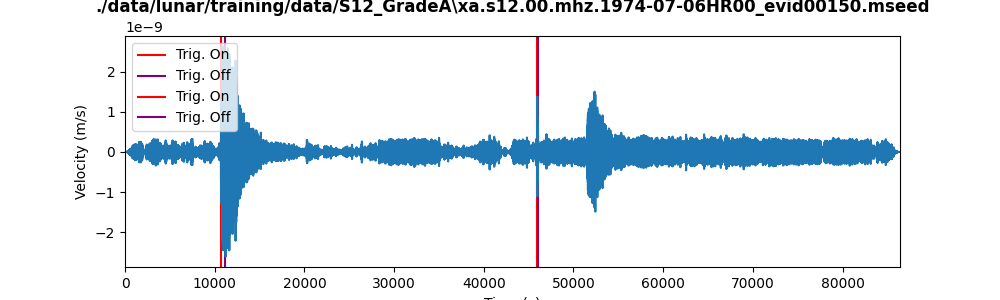 ./data/lunar/training/data/S12_GradeA\xa.s12.00.mhz.1974-07-06HR00_evid00150.mseed
1e−9
Trig. On
Trig. Off
Trig. On
Trig. Off
2
1
0
−1
−2
Velocity (m/s)
0 10000 20000 30000 40000 50000 60000 70000 80000